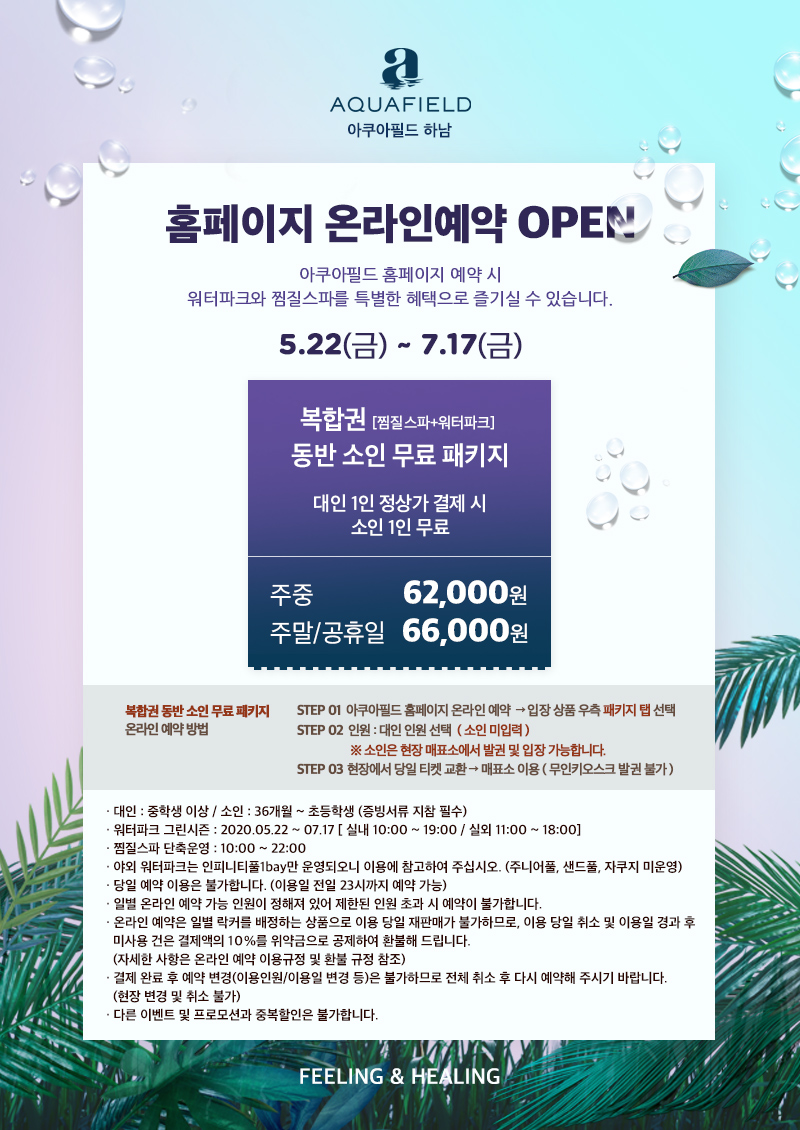 a
AQUAFIELD
아쿠아필드 하남
홈페이지 온라인예약 OPEN
아쿠아필드 홈페이지 예약 시
워터파크와 찜질스파를 특별한 혜택으로 즐기실 수 있습니다.
5.22(금) ~ 7.17(금)
복합권 [찜질스파+워터파크]
동반 소인 무료 패키지
대인 1인 정상가 결제 시
소인 1인 무료
주중 62,000원
주말/공휴일 66,000원
복합권 동반 소인 무료 패키지
온라인 예약 방법
STEP 01 아쿠아필드 홈페이지 온라인 예약 → 입장 상품 우측 패키지 탭 선택
STEP 02 인원 : 대인 인원 선택 ( 소인 미입력 )
※ 소인은 현장 매표소에서 발권 및 입장 가능합니다.
STEP 03 현장에서 당일 티켓 교환 → 매표소 이용 ( 무인키오스크 발권 불가 )
· 대인 : 중학생 이상 / 소인 : 36개월 ~ 초등학생 (증빙서류 지참 필수)
· 워터파크 그린시즌 : 2020.05.22 ~ 07.17 [ 실내 10:00 ~ 19:00 / 실외 11:00 ~ 18:00]
· 찜질스파 단축운영 : 10:00 ~ 22:00
· 야외 워터파크는 인피니티풀1bay만 운영되오니 이용에 참고하여 주십시오. (주니어풀, 샌드풀, 자쿠지 미운영)
· 당일 예약 이용은 불가합니다. (이용일 전일 23시까지 예약 가능)
· 일별 온라인 예약 가능 인원이 정해져 있어 제한된 인원 초과 시 예약이 불가합니다.
· 온라인 예약은 일별 락커를 배정하는 상품으로 이용 당일 재판매가 불가하므로, 이용 당일 취소 및 이용일 경과 후
미사용 건은 결제액의 10%를 위약금으로 공제하여 환불해 드립니다.
(자세한 사항은 온라인 예약 이용규정 및 환불 규정 참조)
· 결제 완료 후 예약 변경(이용인원/이용일 변경 등)은 불가하므로 전체 취소 후 다시 예약해 주시기 바랍니다.
(현장 변경 및 취소 불가)
· 다른 이벤트 및 프로모션과 중복할인은 불가합니다.
FEELING & HEALING